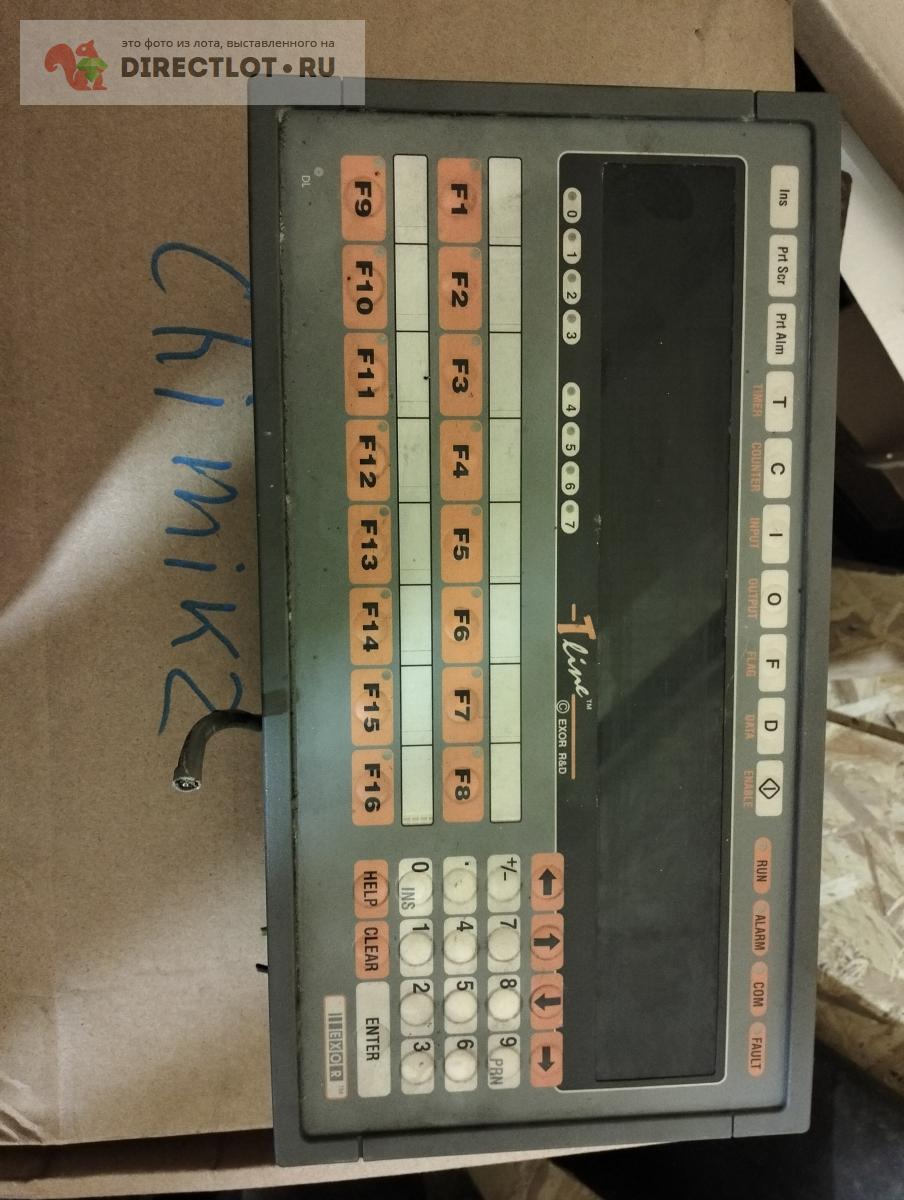 это фото из лота, выставленного на
DIRECTLOT.RU
Ins Prt Scr Prt Alm T C I O F D
TIMER COUNTER INPUT OUTPUT FLAG DATA ENABLE
RUN ALARM COM FAULT
0 1 2 3 4 5 6 7
T line™ © EXOR R&D
F1 F2 F3 F4 F5 F6 F7 F8
F9 F10 F11 F12 F13 F14 F15 F16
+/- 7 8 9 PRN
. 4 5 6
0 INS 1 2 3
HELP CLEAR ENTER
EXOR™
DL
Chimik2